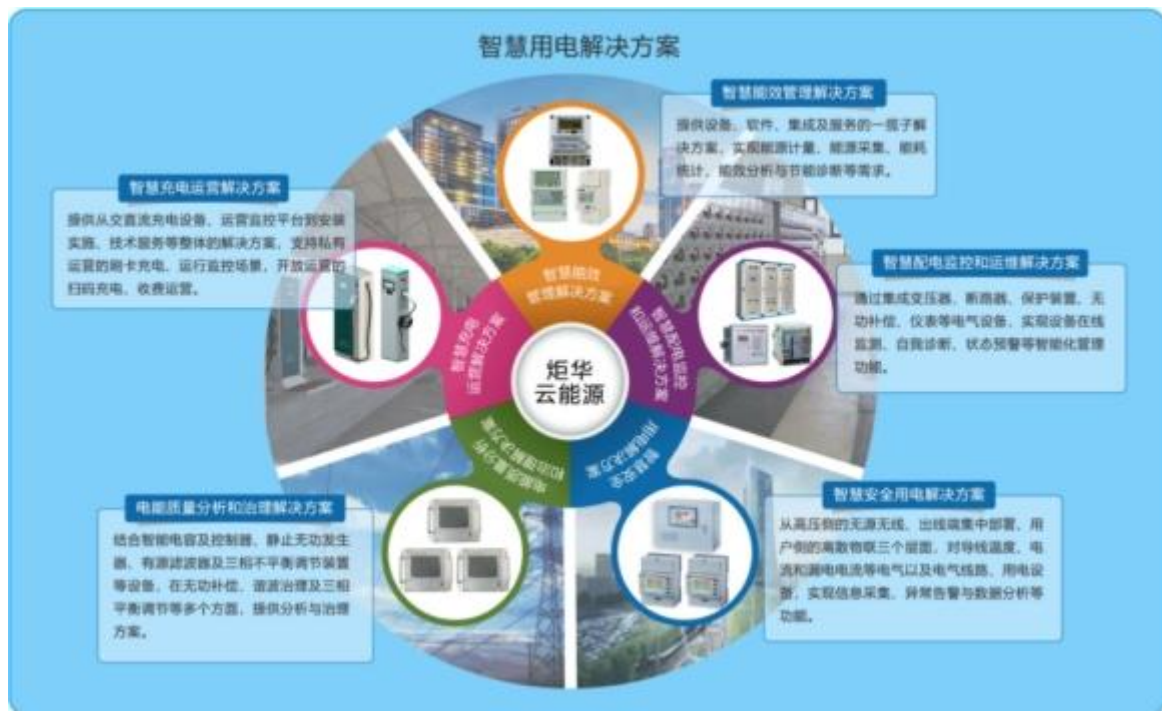 智慧用电解决方案
智慧能效管理解决方案
提供设备、软件、集成及服务的一揽子解
决方案，实现能源计量、能源采集、能耗
统计、能效分析与节能诊断等需求。
智慧充电运营解决方案
提供从交直流充电设备、运营监控平台到安装
实施、技术服务等整体的解决方案，支持私有
运营的刷卡充电、运行监控场景，开放运营的
扫码充电、收费运营。
智慧配电监控和运维解决方案
通过集成变压器、断路器、保护装置、无
功补偿、仪表等电气设备，实现设备在线
监测、自我诊断、状态预警等智能化管理
功能。
智慧能效
管理解决方案
智慧充电
运营解决方案
智慧配电监控
和运维解决方案
炬华
云能源
电能质量分析
和治理解决方案
智慧安全
用电解决方案
电能质量分析和治理解决方案
结合智能电容及控制器、静止无功发生
器、有源滤波器及三相不平衡调节装置
等设备，在无功补偿、谐波治理及三相
平衡调节等多个方面，提供分析与治理
方案。
智慧安全用电解决方案
从高压侧的无源无线、出线端集中部署、用
户侧的离散物联三个层面，对导线温度、电
流和漏电电流等电气以及电气线路、用电设
备，实现信息采集、异常告警与数据分析等
功能。